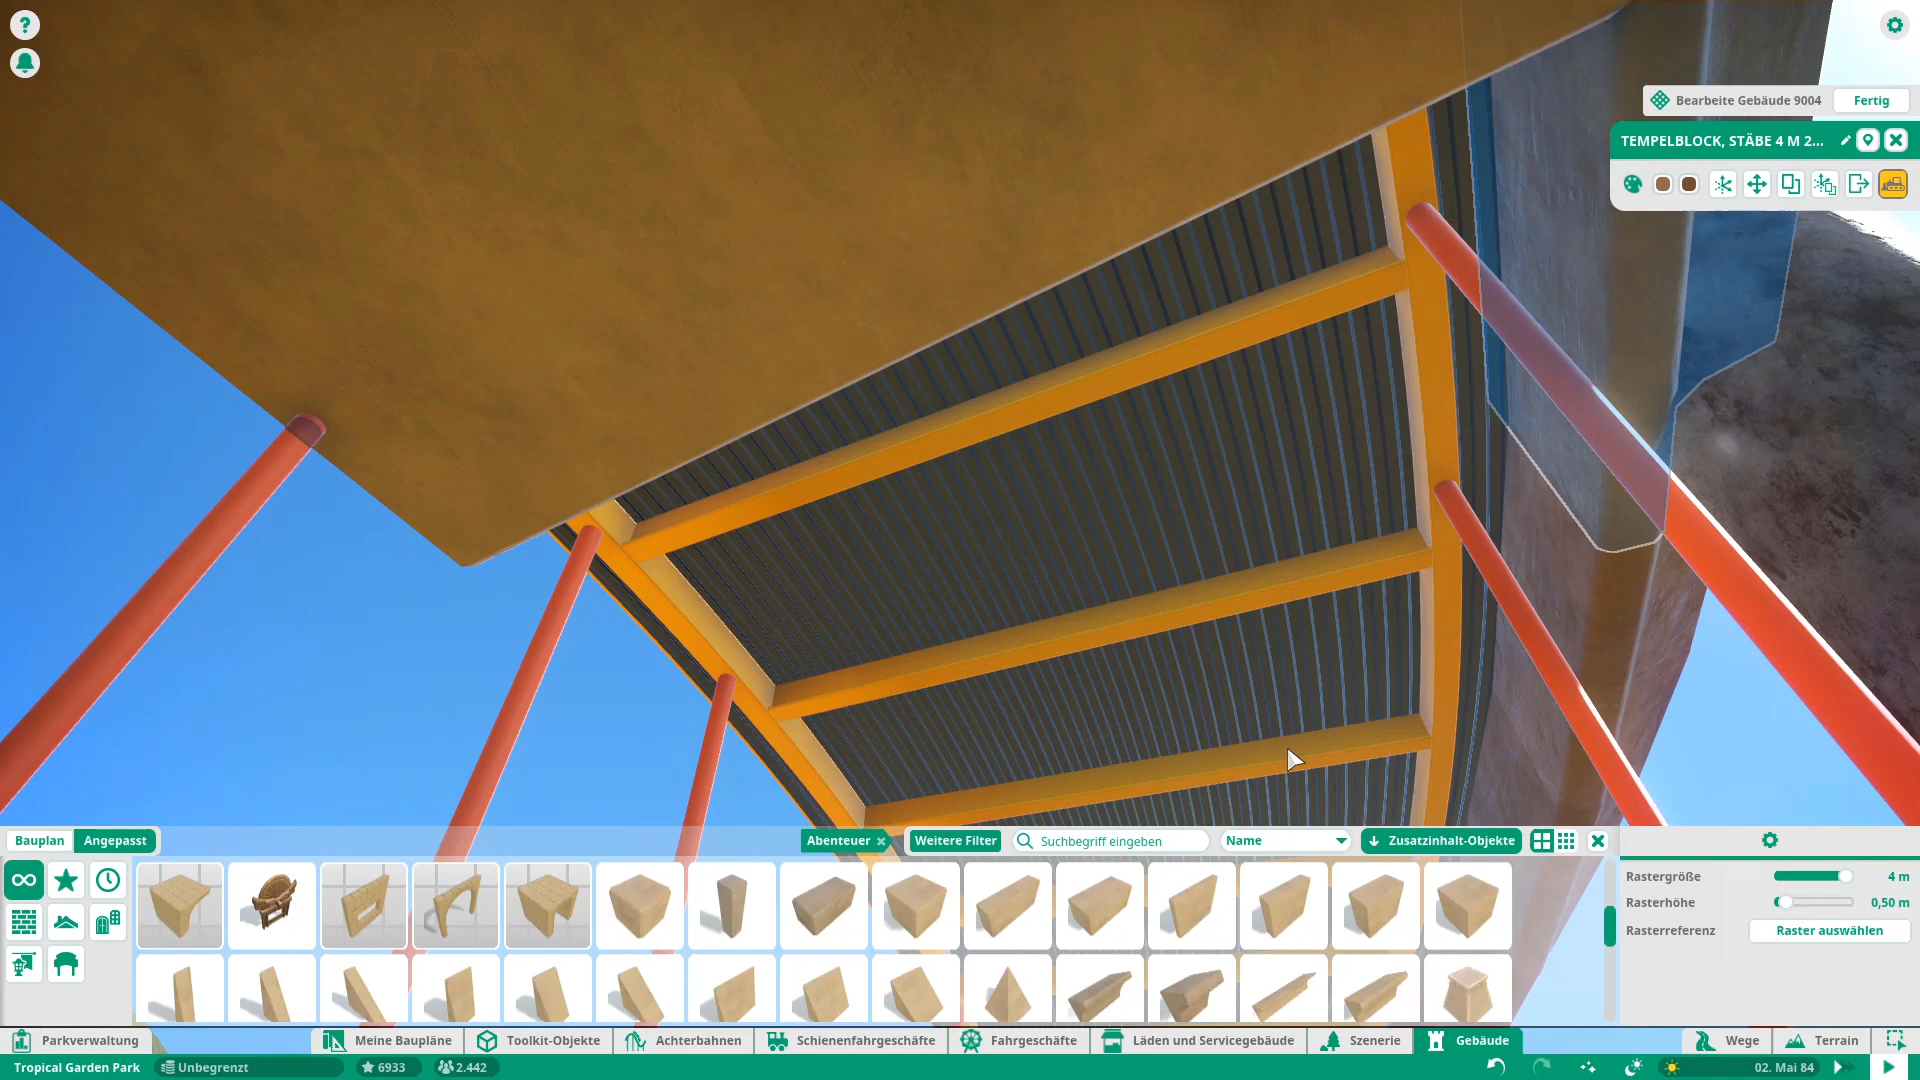 ?
Bearbeite Gebäude 9004
Fertig
TEMPELBLOCK, STÄBE 4 M 2...
Bauplan
Angepasst
Abenteuer
Weitere Filter
Suchbegriff eingeben
Name
Zusatzinhalt-Objekte
Rastergröße
4 m
Rasterhöhe
0,50 m
Rasterreferenz
Raster auswählen
Parkverwaltung
Meine Baupläne
Toolkit-Objekte
Achterbahnen
Schienenfahrgeschäfte
Fahrgeschäfte
Läden und Servicegebäude
Szenerie
Gebäude
Wege
Terrain
Tropical Garden Park
Unbegrenzt
6933
2.442
02. Mai 84